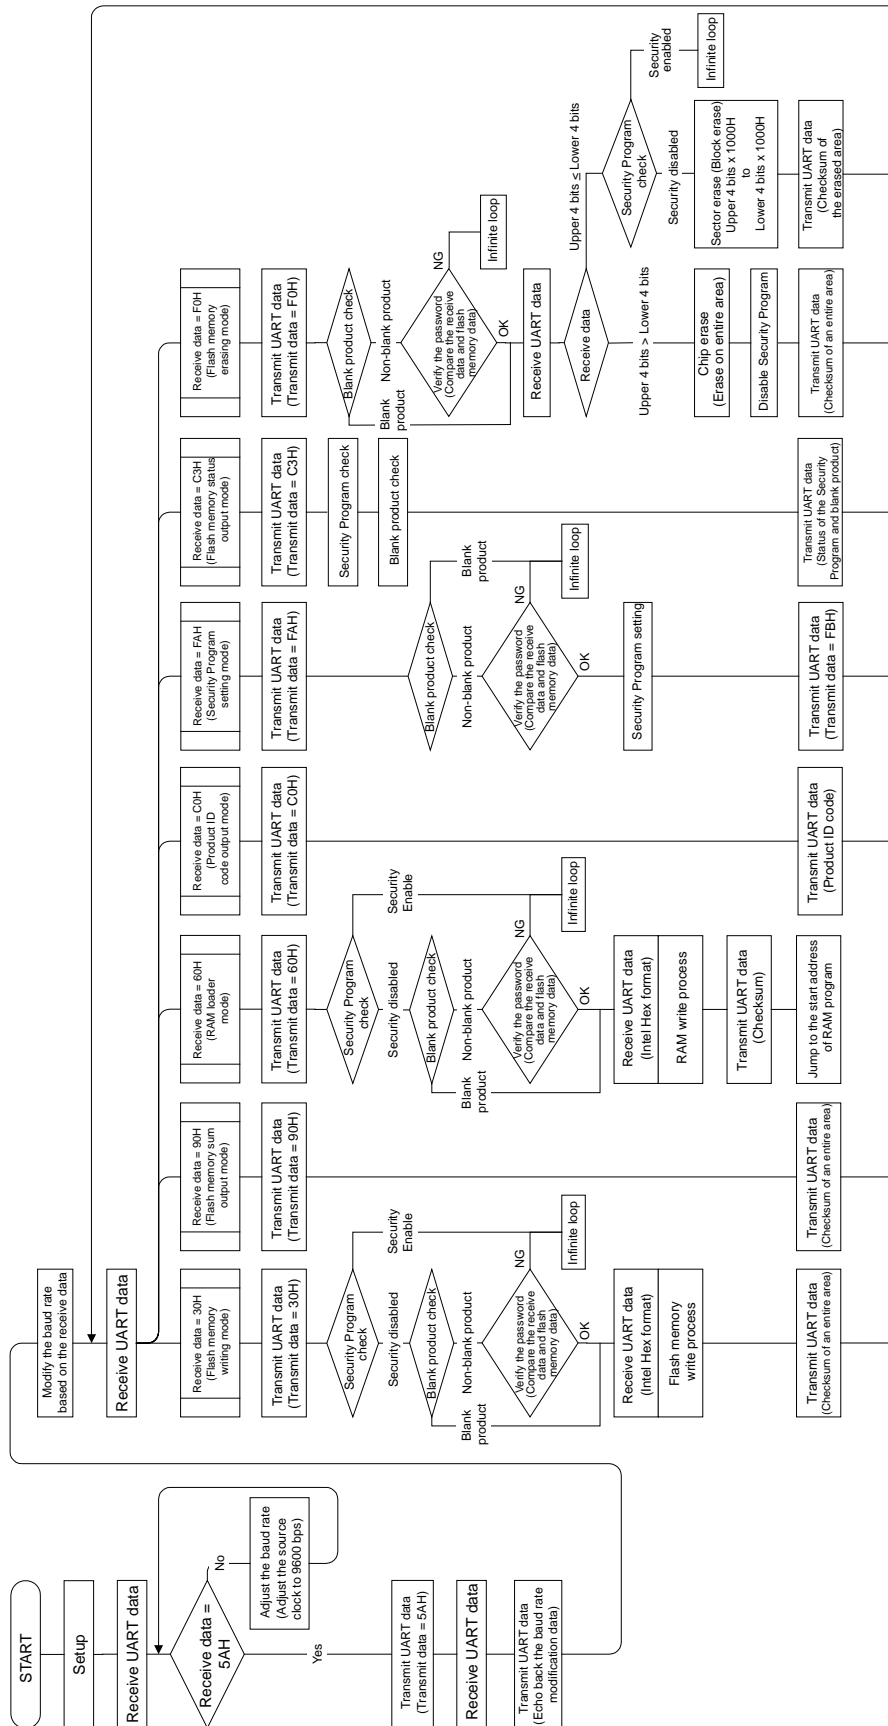 START
Setup
Receive UART data
Receive data =
5AH
No
Adjust the baud rate
(Adjust the source
clock to 9600 bps)
Yes
Transmit UART data
(Transmit data = 5AH)
Receive UART data
Transmit UART data
(Echo back the baud rate
modification data)
Modify the baud rate
based on the receive data
Receive UART data
Receive data = 30H
(Flash memory
writing mode)
Transmit UART data
(Transmit data = 30H)
Security Program
check
Security
Enable
Security disabled
Blank product check
Blank
product
Non-blank product
Verify the password
(Compare the receive
data and flash
memory data)
NG
Infinite loop
OK
Receive UART data
(Intel Hex format)
Flash memory
write process
Transmit UART data
(Checksum of an entire area)
Receive data = 90H
(Flash memory sum
output mode)
Transmit UART data
(Transmit data = 90H)
Transmit UART data
(Checksum of an entire area)
Receive data = 60H
(RAM loader
mode)
Transmit UART data
(Transmit data = 60H)
Security Program
check
Security
Enable
Security disabled
Blank product check
Blank
product
Non-blank product
Verify the password
(Compare the receive
data and flash
memory data)
NG
Infinite loop
OK
Receive UART data
(Intel Hex format)
RAM write process
Transmit UART data
(Checksum)
Jump to the start address
of RAM program
Receive data = C0H
(Product ID
code output mode)
Transmit UART data
(Transmit data = C0H)
Transmit UART data
(Product ID code)
Receive data = FAH
(Security Program
setting mode)
Transmit UART data
(Transmit data = FAH)
Blank product check
Blank
product
Non-blank product
Verify the password
(Compare the receive
data and flash
memory data)
NG
Infinite loop
OK
Security Program setting
Transmit UART data
(Transmit data = FBH)
Receive data = C3H
(Flash memory status
output mode)
Transmit UART data
(Transmit data = C3H)
Security Program check
Blank product check
Transmit UART data
(Status of the Security
Program and blank product)
Receive data = F0H
(Flash memory
erasing mode)
Transmit UART data
(Transmit data = F0H)
Blank product check
Blank
product
Non-blank product
Verify the password
(Compare the receive
data and flash
memory data)
NG
Infinite loop
OK
Receive UART data
Receive data
Upper 4 bits > Lower 4 bits
Chip erase
(Erase on entire area)
Disable Security Program
Transmit UART data
(Checksum of an entire area)
Upper 4 bits ≤ Lower 4 bits
Security Program
check
Security
enabled
Infinite loop
Security disabled
Sector erase (Block erase)
Upper 4 bits x 1000H
to
Lower 4 bits x 1000H
Transmit UART data
(Checksum of
the erased area)